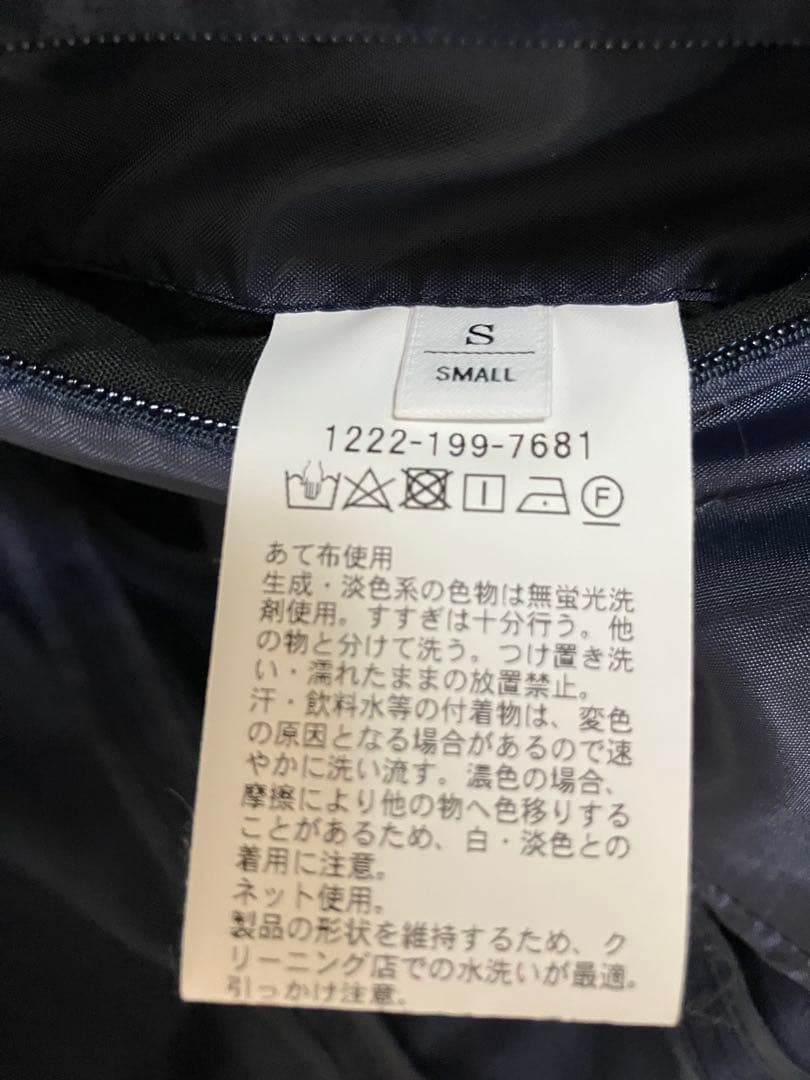 S
SMALL
1222-199-7681
F
あて布使用
生成・淡色系の色物は無蛍光洗
剤使用。すすぎは十分行う。他
の物と分けて洗う。つけ置き洗
い・濡れたままの放置禁止。
汗・飲料水等の付着物は、変色
の原因となる場合があるので速
やかに洗い流す。濃色の場合、
摩擦により他の物へ色移りする
ことがあるため、白・淡色との
着用に注意。
ネット使用。
製品の形状を維持するため、ク
リーニング店での水洗いが最適。
引っかけ注意。